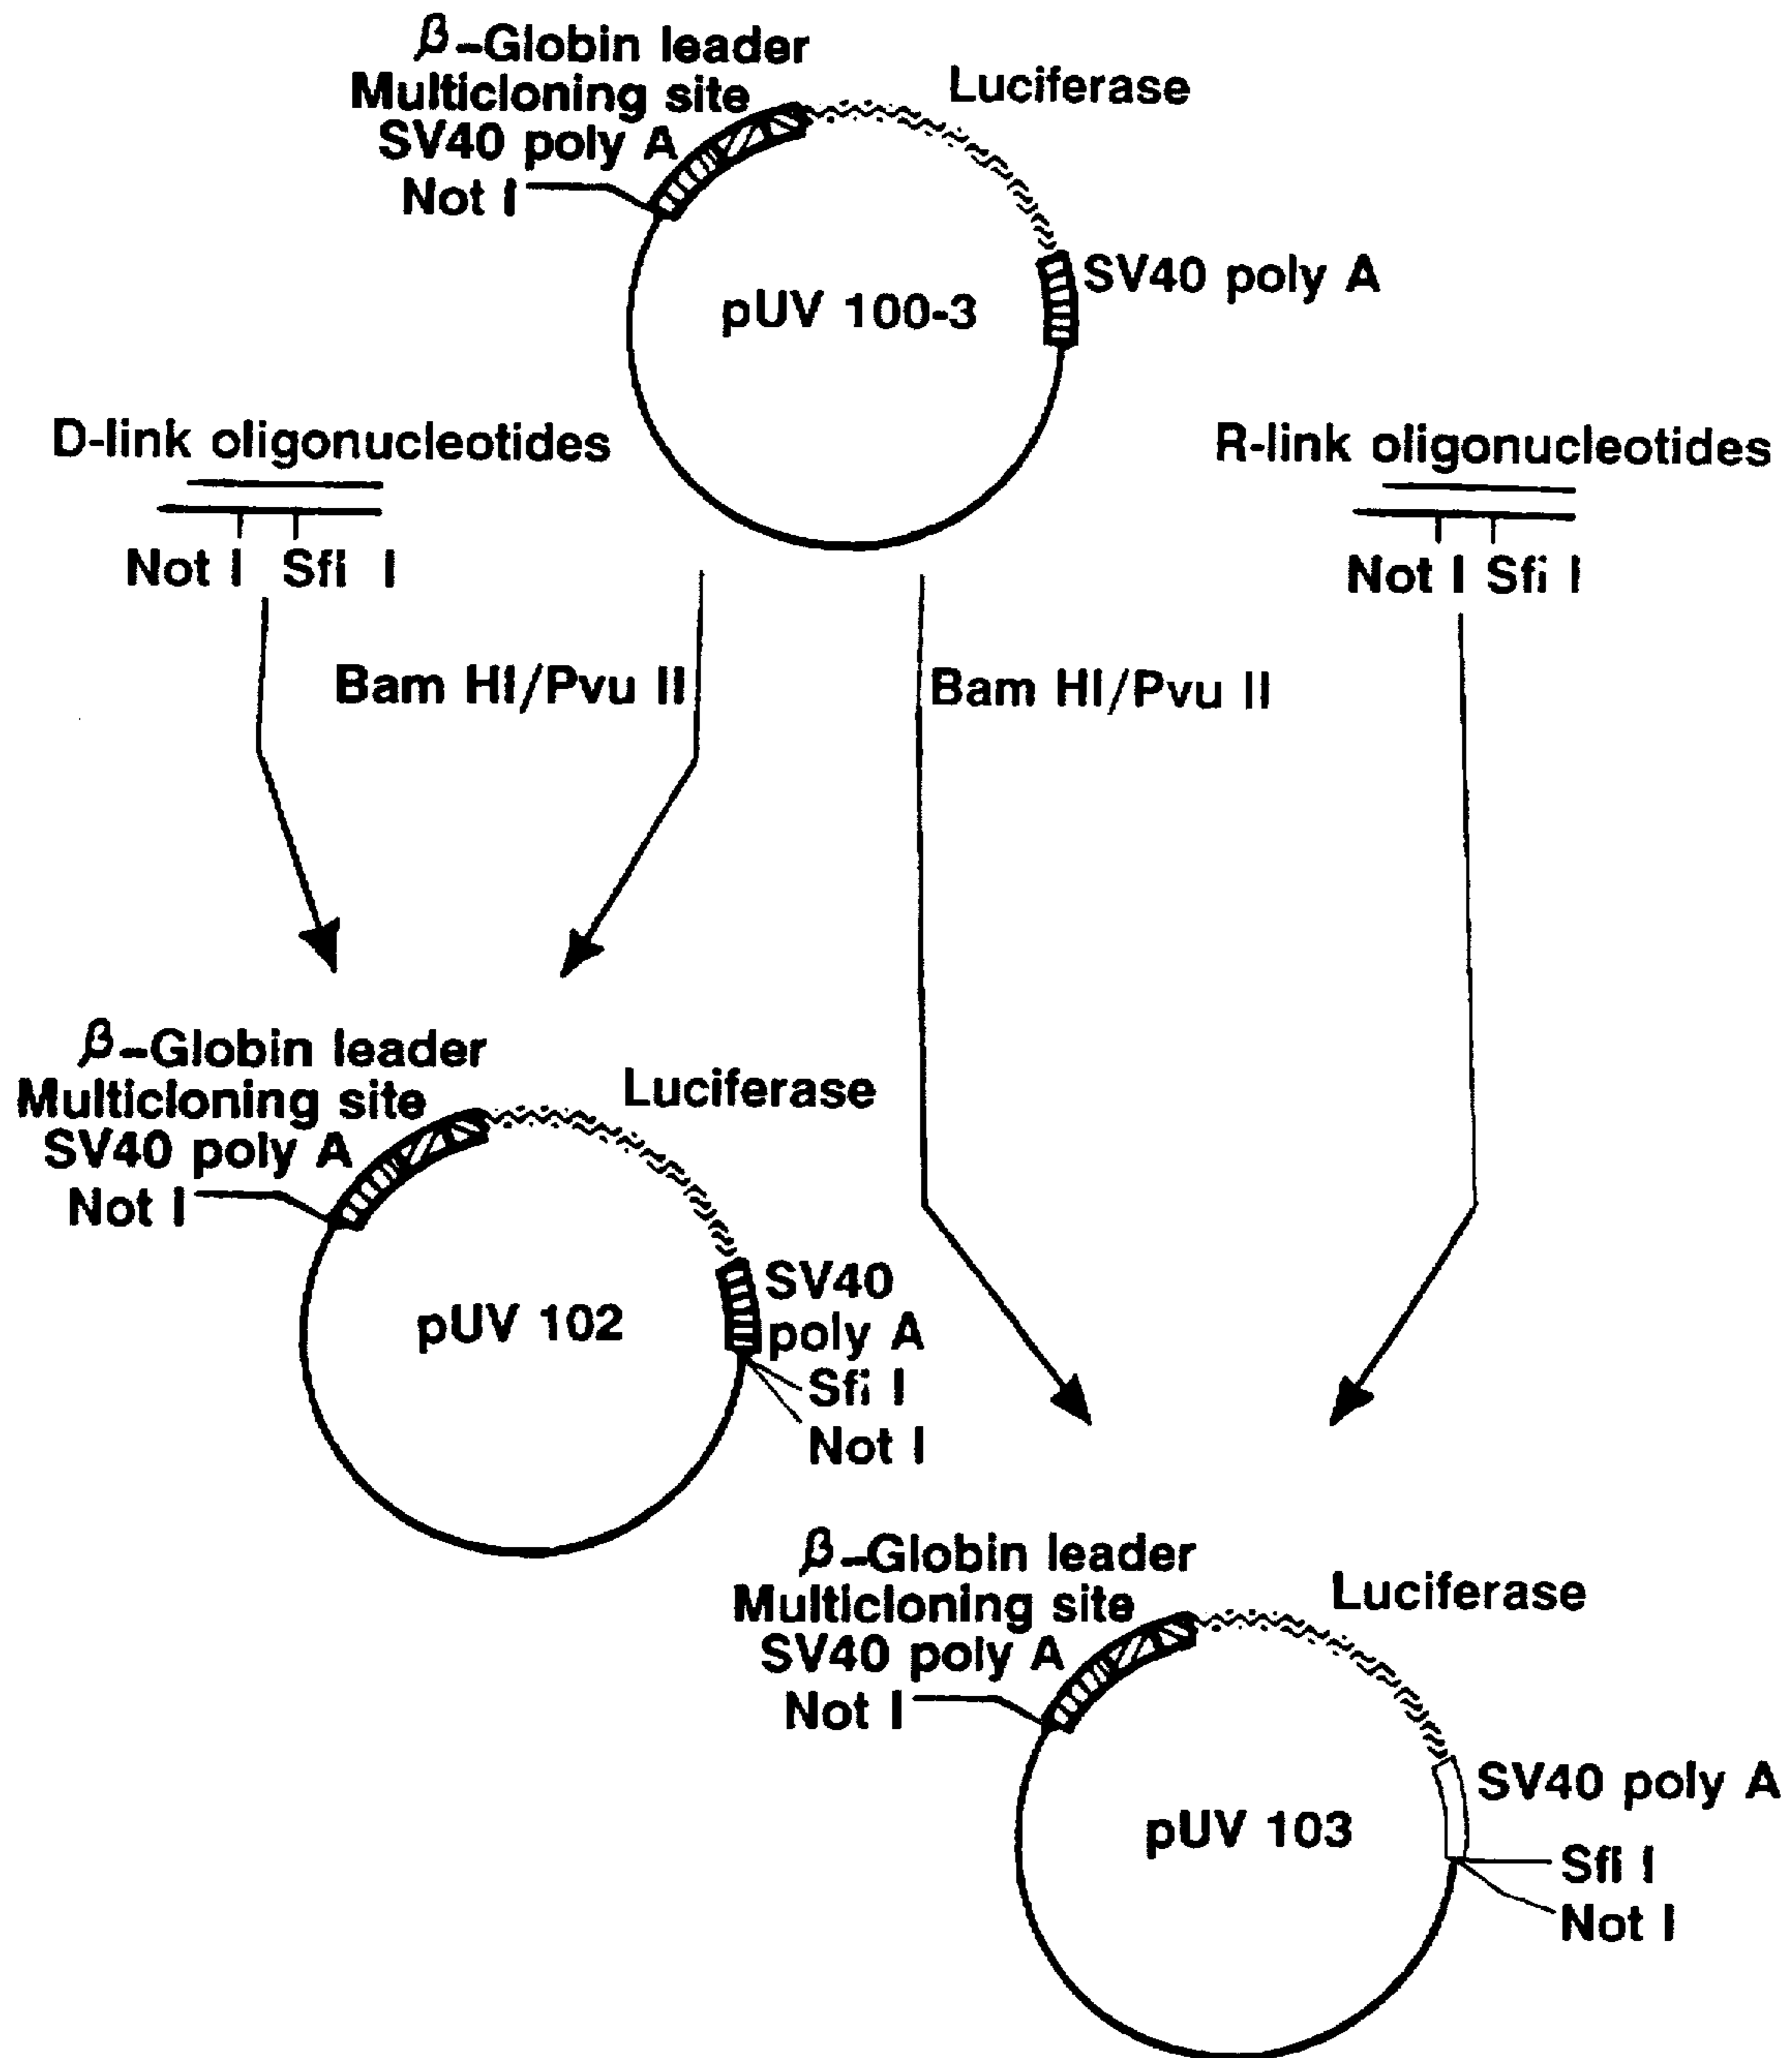 β-Globin leader
Multicloning site
SV40 poly A
Not I
Luciferase
SV40 poly A
pUV 100-3
D-link oligonucleotides
Not I Sfi I
R-link oligonucleotides
Not I Sfi I
Bam HI/Pvu II
Bam HI/Pvu II
β-Globin leader
Multicloning site
SV40 poly A
Not I
Luciferase
SV40
poly A
Sfi I
Not I
pUV 102
β-Globin leader
Multicloning site
SV40 poly A
Not I
Luciferase
SV40 poly A
Sfi I
Not I
pUV 103